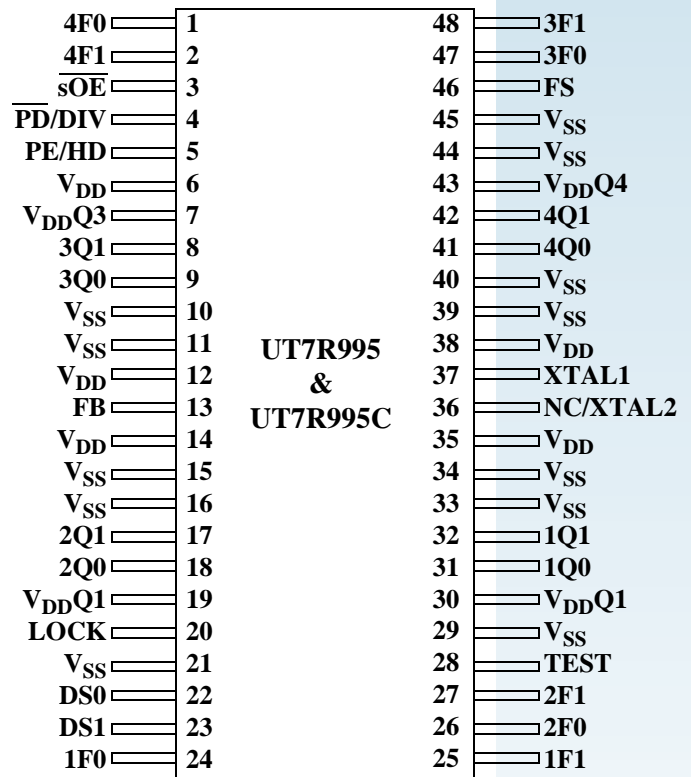 4F0 1 48 3F1
4F1 2 47 3F0
s̅O̅E̅ 3 46 FS
P̅D̅/DIV 4 45 VSS
PE/HD 5 44 VSS
VDD 6 43 VDDQ4
VDDQ3 7 42 4Q1
3Q1 8 41 4Q0
3Q0 9 40 VSS
VSS 10 39 VSS
VSS 11 38 VDD
VDD 12 37 XTAL1
FB 13 36 NC/XTAL2
VDD 14 35 VDD
VSS 15 34 VSS
VSS 16 33 VSS
2Q1 17 32 1Q1
2Q0 18 31 1Q0
VDDQ1 19 30 VDDQ1
LOCK 20 29 VSS
VSS 21 28 TEST
DS0 22 27 2F1
DS1 23 26 2F0
1F0 24 25 1F1
UT7R995
&
UT7R995C